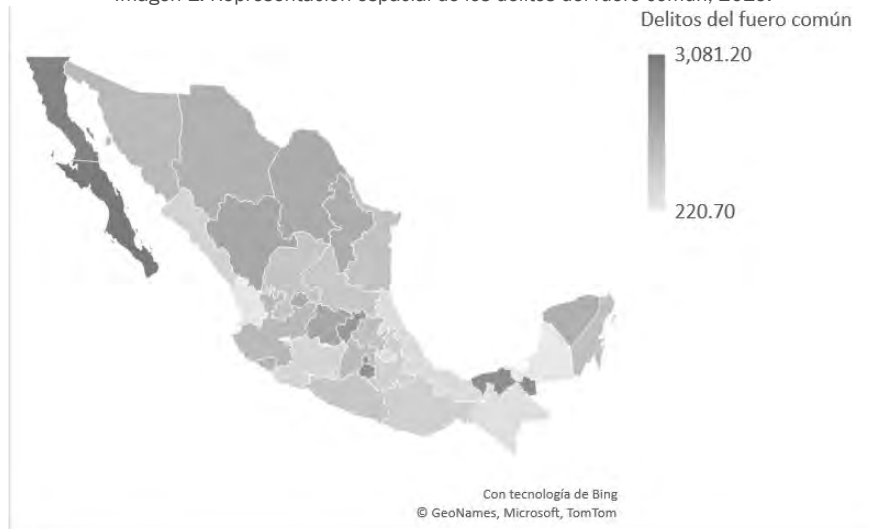 Delitos del fuero común
3,081.20
220.70
Con tecnología de Bing
© GeoNames, Microsoft, TomTom